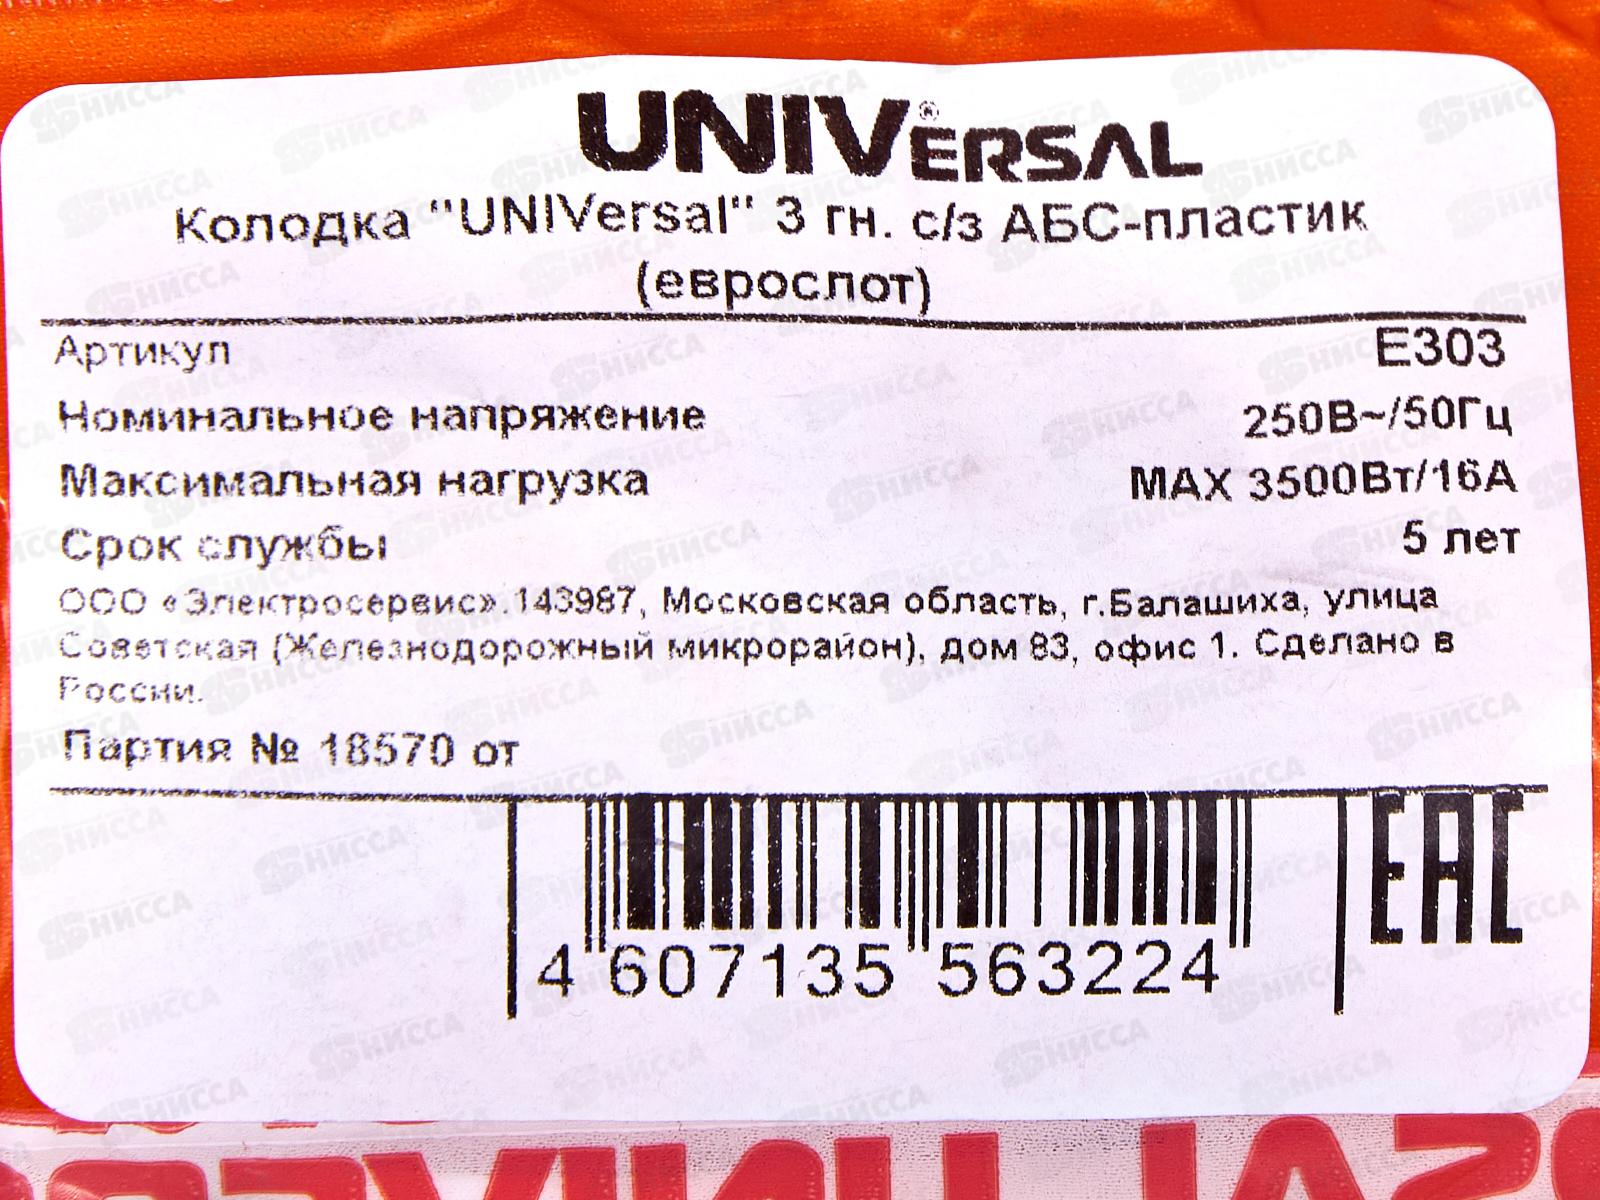 UNIVERSAL®
Колодка "UNIVersal" 3 гн. с/з АБС-пластик
(еврослот)
Артикул E303
Номинальное напряжение 250В~/50Гц
Максимальная нагрузка MAX 3500Вт/16А
Срок службы 5 лет
ООО «Электросервис».143987, Московская область, г.Балашиха, улица
Советская (Железнодорожный микрорайон), дом 83, офис 1. Сделано в
России.
Партия № 18570 от
4 607135 563224
EAC
НИССА